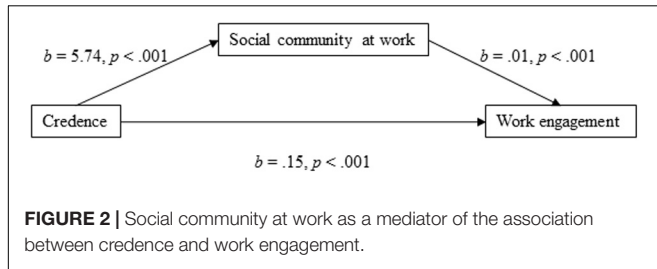 Social community at work
b = 5.74, p < .001
b = .01, p < .001
Credence
Work engagement
b = .15, p < .001
FIGURE 2 | Social community at work as a mediator of the association
between credence and work engagement.